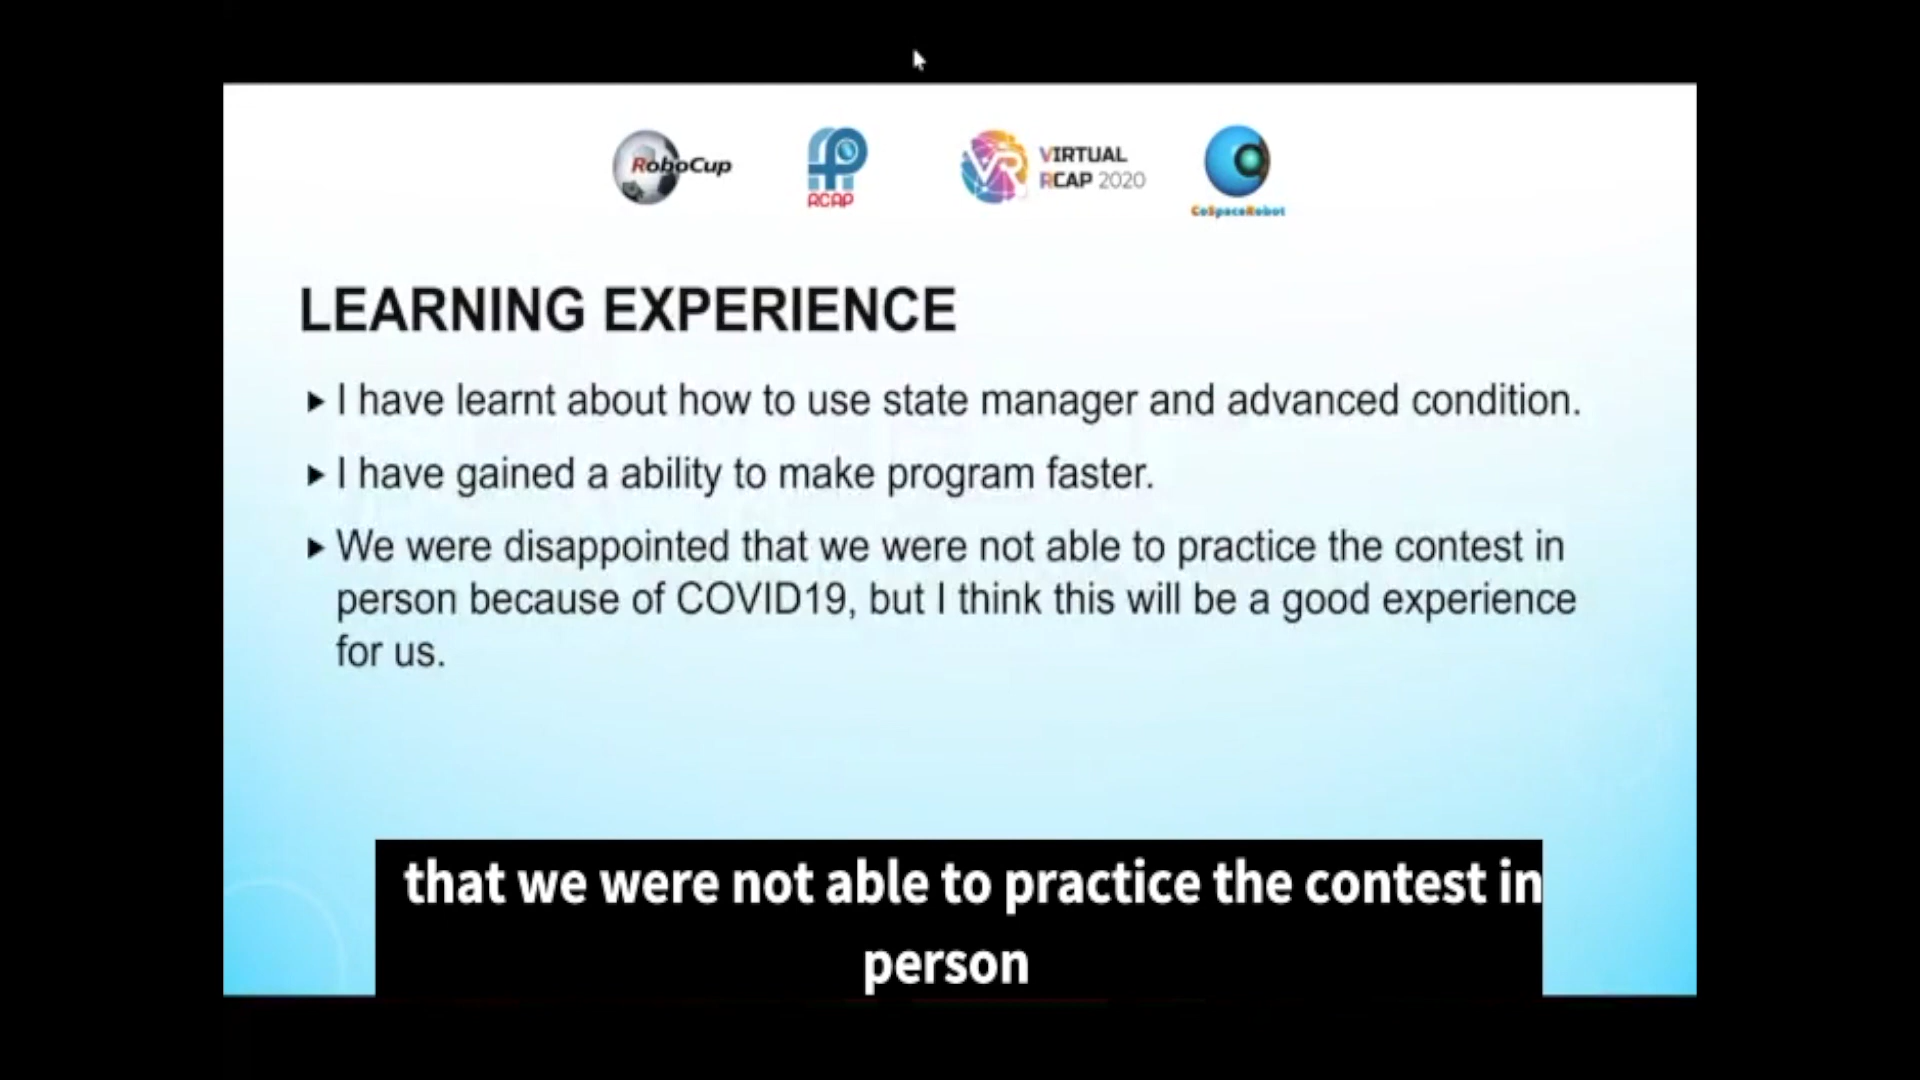 RoboCup
RCAP
VIRTUAL
RCAP 2020
CoSpaceRobot
LEARNING EXPERIENCE
I have learnt about how to use state manager and advanced condition.
I have gained a ability to make program faster.
We were disappointed that we were not able to practice the contest in
person because of COVID19, but I think this will be a good experience
for us.
that we were not able to practice the contest in
person